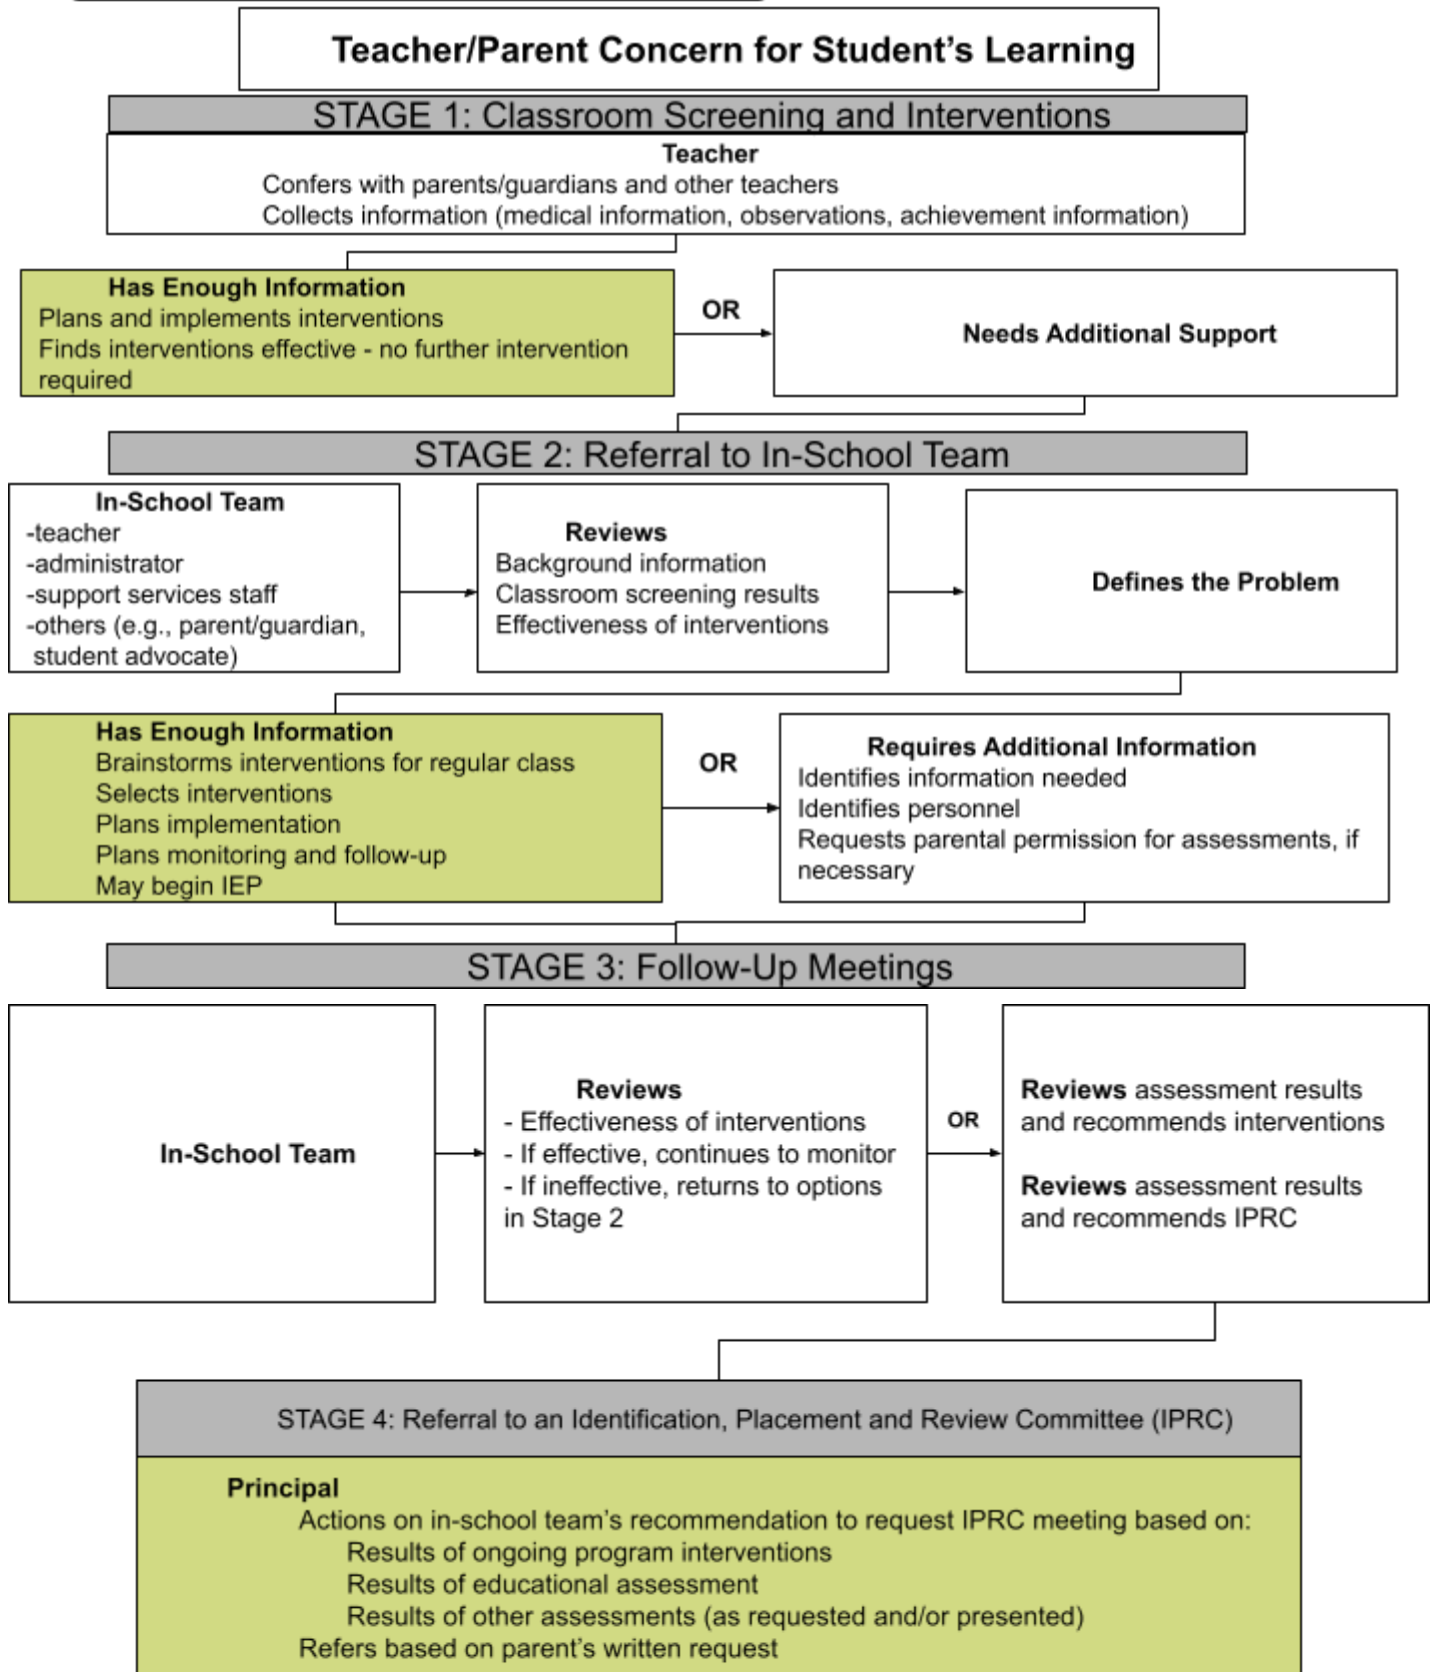 Teacher/Parent Concern for Student's Learning
STAGE 1: Classroom Screening and Interventions
Teacher
Confers with parents/guardians and other teachers
Collects information (medical information, observations, achievement information)
Has Enough Information
Plans and implements interventions
Finds interventions effective - no further intervention
required
OR
Needs Additional Support
STAGE 2: Referral to In-School Team
In-School Team
-teacher
-administrator
-support services staff
-others (e.g., parent/guardian,
student advocate)
Reviews
Background information
Classroom screening results
Effectiveness of interventions
Defines the Problem
Has Enough Information
Brainstorms interventions for regular class
Selects interventions
Plans implementation
Plans monitoring and follow-up
May begin IEP
OR
Requires Additional Information
Identifies information needed
Identifies personnel
Requests parental permission for assessments, if
necessary
STAGE 3: Follow-Up Meetings
In-School Team
Reviews
- Effectiveness of interventions
- If effective, continues to monitor
- If ineffective, returns to options
in Stage 2
OR
Reviews assessment results
and recommends interventions
Reviews assessment results
and recommends IPRC
STAGE 4: Referral to an Identification, Placement and Review Committee (IPRC)
Principal
Actions on in-school team's recommendation to request IPRC meeting based on:
Results of ongoing program interventions
Results of educational assessment
Results of other assessments (as requested and/or presented)
Refers based on parent's written request